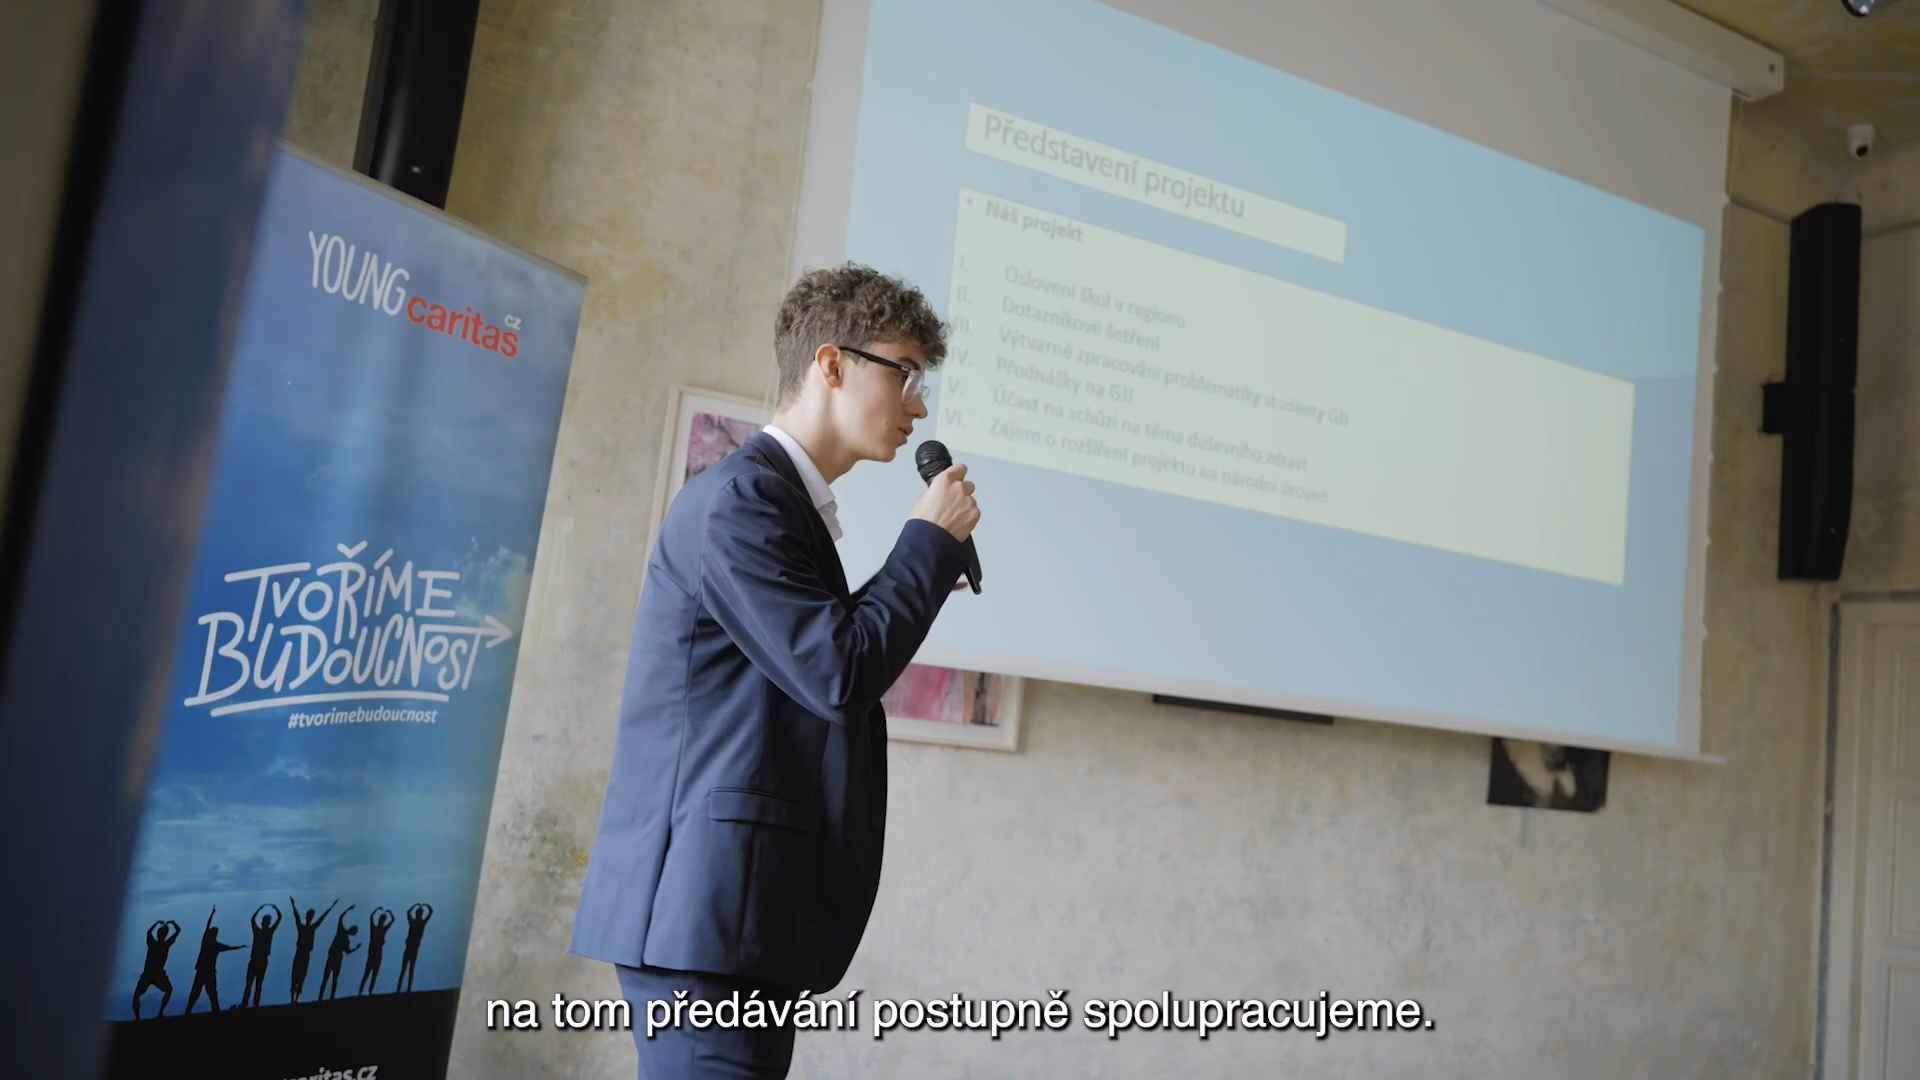 YOUNG
caritas
cz
TVOŘÍME
BUDOUCNOST
#tvorimebudoucnost
caritas.cz
Představení projektu
• Náš projekt
I. Oslovení škol v regionu
II. Dotazníkové šetření
III. Výtvarné zpracování problematiky studenty GJJ
IV. Přednášky na GJJ
V. Účast na schůzi na téma duševního zdraví
VI. Zájem o rozšíření projektu na národní úroveň
na tom předávání postupně spolupracujeme.